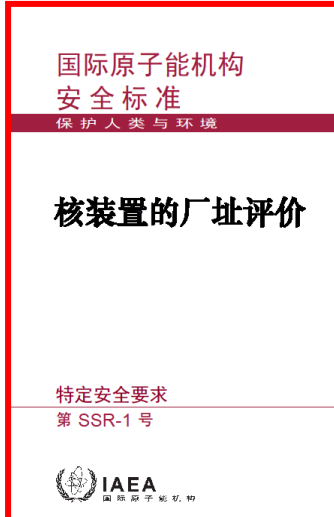 国际原子能机构
安全标准
保护人类与环境
核装置的厂址评价
特定安全要求
第 SSR-1 号
IAEA
国际原子能机构